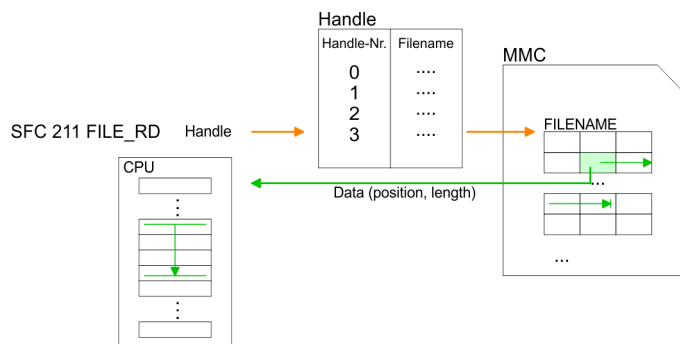 Handle
Handle-Nr. Filename
0 ....
1 ....
2 ....
3 ....
MMC
FILENAME
...
...
SFC 211 FILE_RD Handle
Data (position, length)
CPU